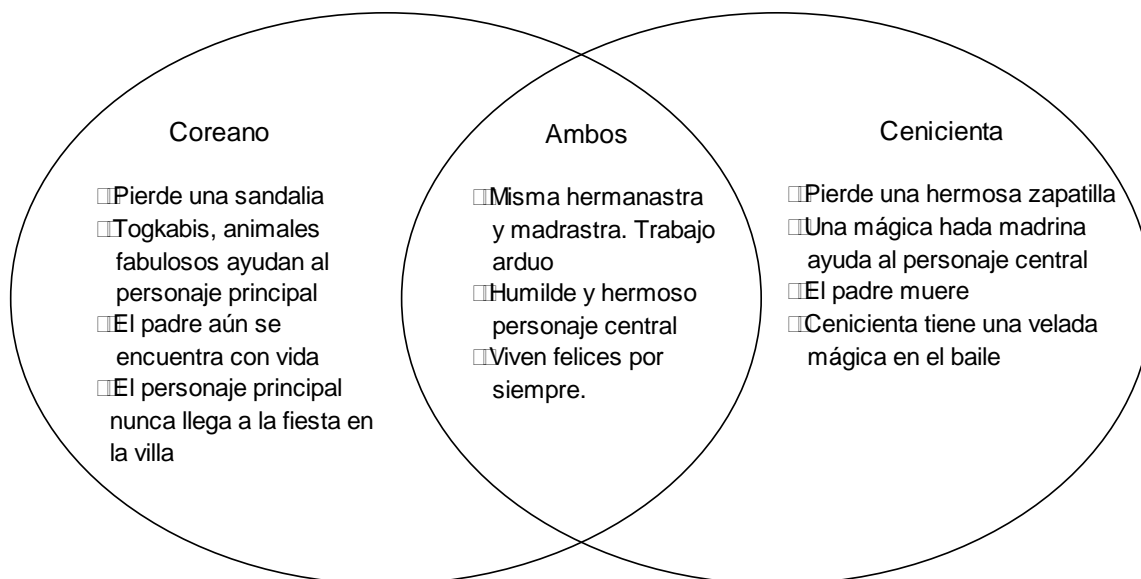 Coreano
Pierde una sandalia
Togkabis, animales
fabulosos ayudan al
personaje principal
El padre aún se
encuentra con vida
El personaje principal
nunca llega a la fiesta en
la villa
Ambos
Misma hermanastra
y madrastra. Trabajo
arduo
Humilde y hermoso
personaje central
Viven felices por
siempre.
Cenicienta
Pierde una hermosa zapatilla
Una mágica hada madrina
ayuda al personaje central
El padre muere
Cenicienta tiene una velada
mágica en el baile